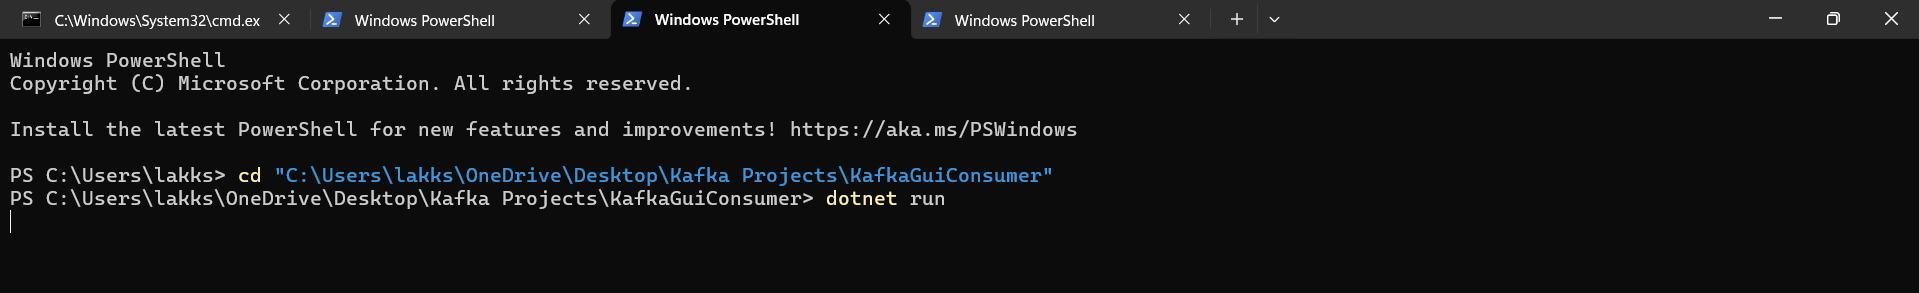 C:\Windows\System32\cmd.ex
Windows PowerShell
Windows PowerShell
Windows PowerShell
Windows PowerShell
Copyright (C) Microsoft Corporation. All rights reserved.
Install the latest PowerShell for new features and improvements! https://aka.ms/PSWindows
PS C:\Users\lakks> cd "C:\Users\lakks\OneDrive\Desktop\Kafka Projects\KafkaGuiConsumer"
PS C:\Users\lakks\OneDrive\Desktop\Kafka Projects\KafkaGuiConsumer> dotnet run